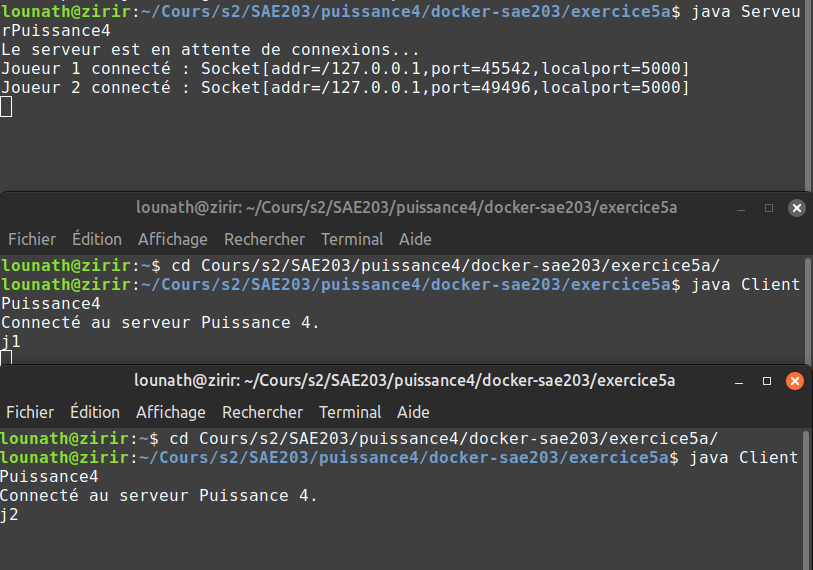 lounath@zirir:~/Cours/s2/SAE203/puissance4/docker-sae203/exercice5a$ java Serveu
rPuissance4
Le serveur est en attente de connexions...
Joueur 1 connecté : Socket[addr=/127.0.0.1,port=45542,localport=5000]
Joueur 2 connecté : Socket[addr=/127.0.0.1,port=49496,localport=5000]
lounath@zirir: ~/Cours/s2/SAE203/puissance4/docker-sae203/exercice5a
Fichier Édition Affichage Rechercher Terminal Aide
lounath@zirir:~$ cd Cours/s2/SAE203/puissance4/docker-sae203/exercice5a/
lounath@zirir:~/Cours/s2/SAE203/puissance4/docker-sae203/exercice5a$ java Client
Puissance4
Connecté au serveur Puissance 4.
j1
lounath@zirir: ~/Cours/s2/SAE203/puissance4/docker-sae203/exercice5a
Fichier Édition Affichage Rechercher Terminal Aide
lounath@zirir:~$ cd Cours/s2/SAE203/puissance4/docker-sae203/exercice5a/
lounath@zirir:~/Cours/s2/SAE203/puissance4/docker-sae203/exercice5a$ java Client
Puissance4
Connecté au serveur Puissance 4.
j2